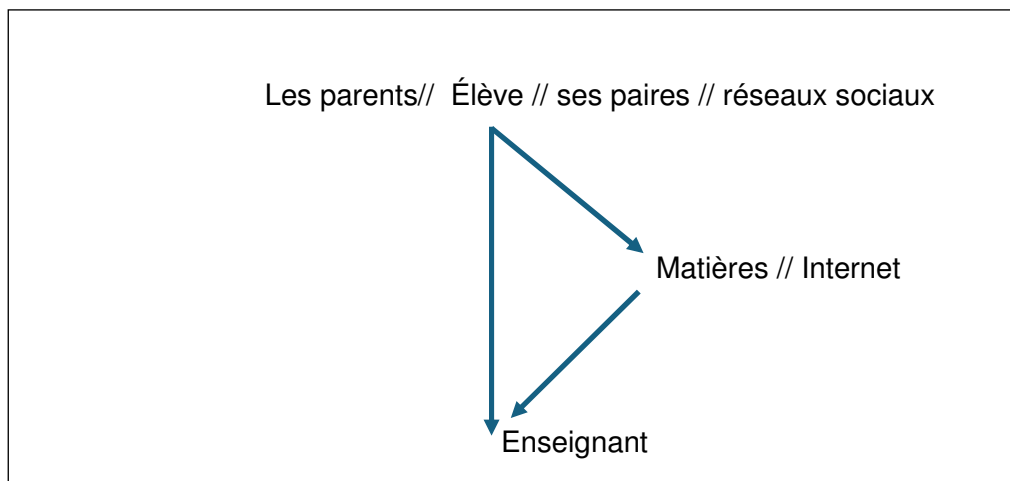 Les parents// Élève // ses paires // réseaux sociaux
Matières // Internet
Enseignant